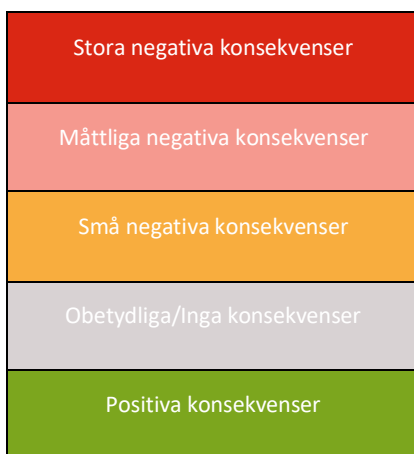 Stora negativa konsekvenser
Måttliga negativa konsekvenser
Små negativa konsekvenser
Obetydliga/Inga konsekvenser
Positiva konsekvenser